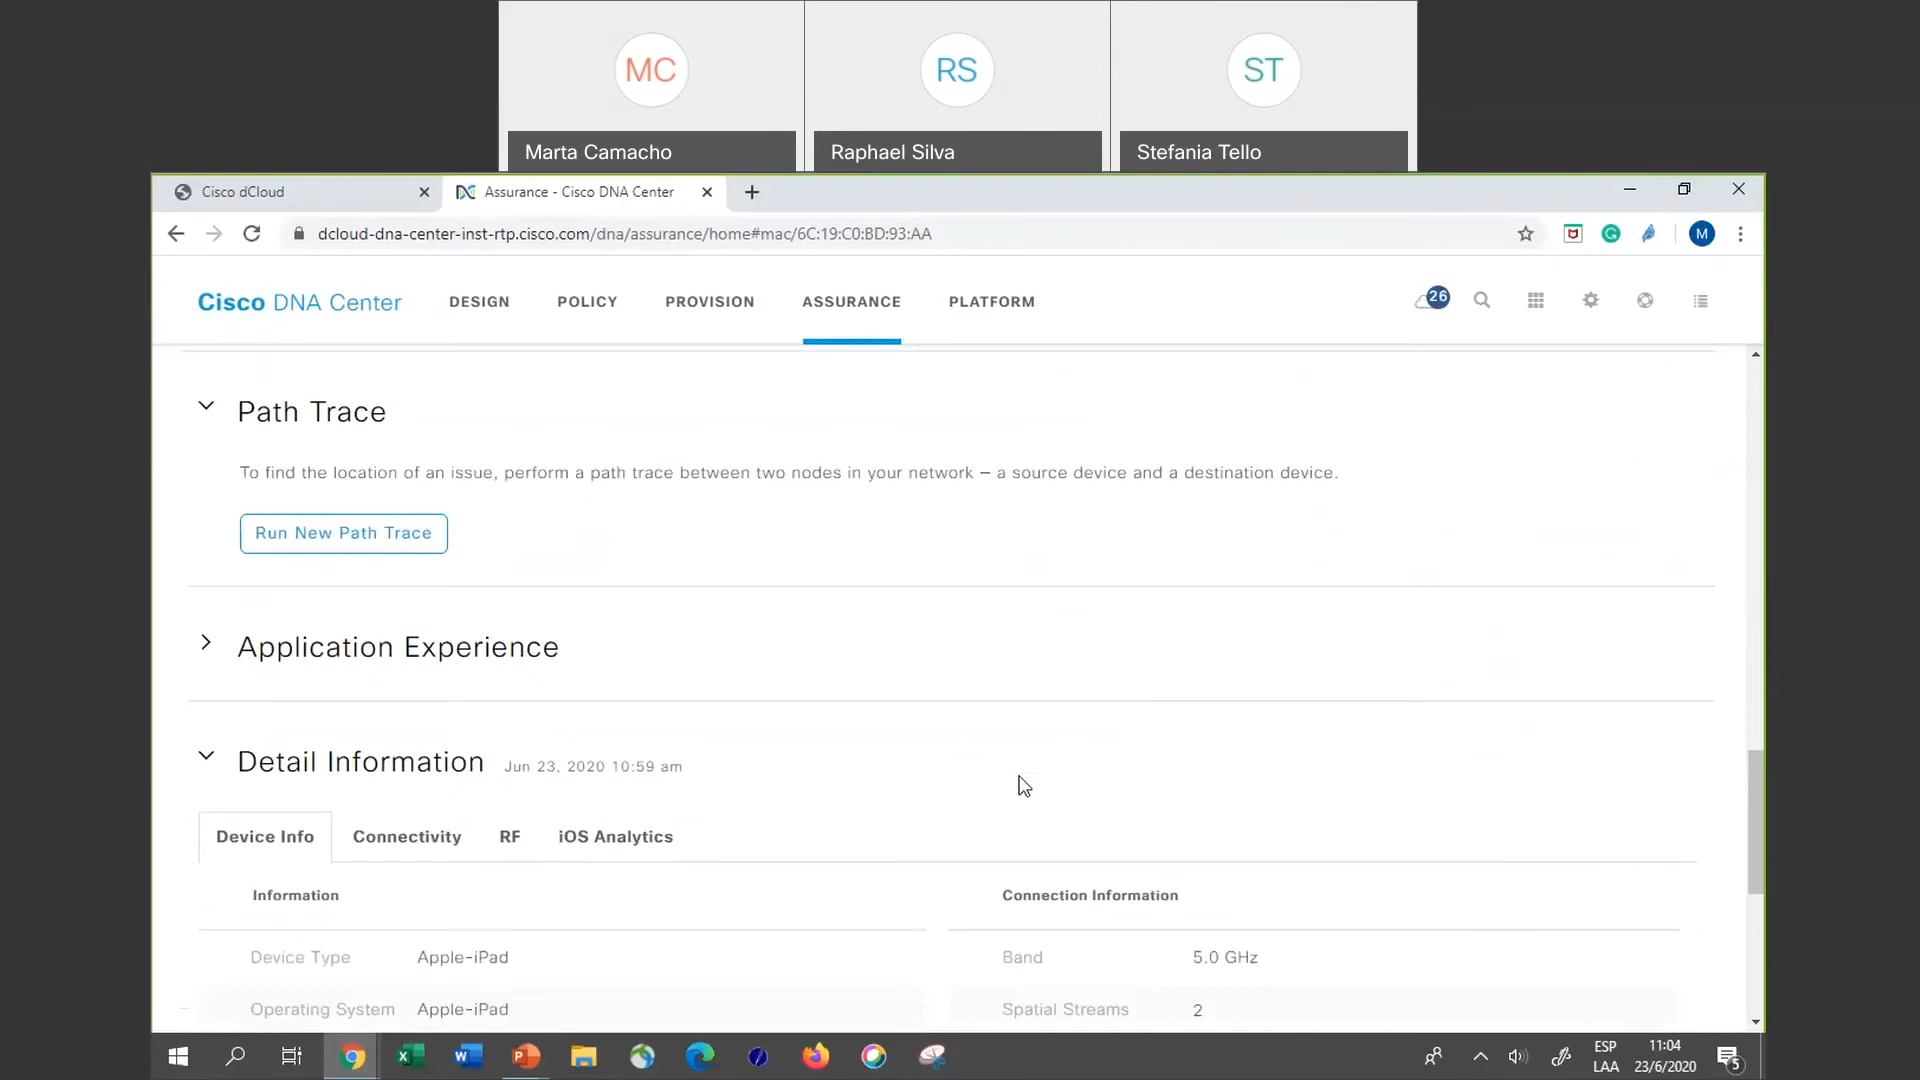 MC
RS
ST
Marta Camacho
Raphael Silva
Stefania Tello
Cisco dCloud
Assurance - Cisco DNA Center
dcloud-dna-center-inst-rtp.cisco.com/dna/assurance/home#mac/6C:19:C0:BD:93:AA
M
Cisco DNA Center
DESIGN
POLICY
PROVISION
ASSURANCE
PLATFORM
26
Path Trace
To find the location of an issue, perform a path trace between two nodes in your network – a source device and a destination device.
Run New Path Trace
Application Experience
Detail Information Jun 23, 2020 10:59 am
Device Info
Connectivity
RF
iOS Analytics
Information
Connection Information
Device Type Apple-iPad
Band 5.0 GHz
Operating System Apple-iPad
Spatial Streams 2
ESP
LAA
11:04
23/6/2020
5